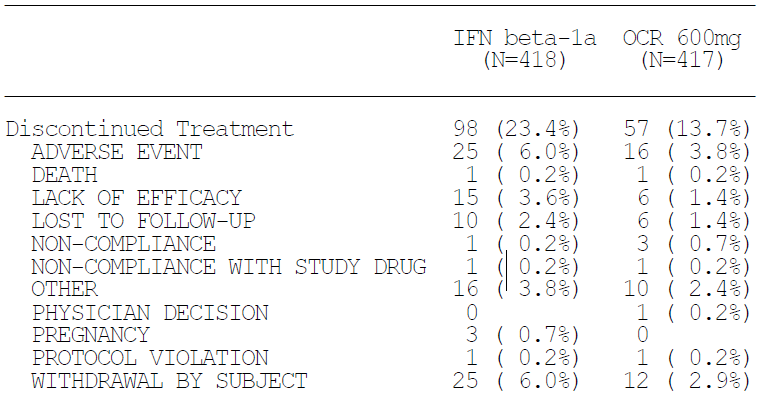 IFN beta-1a OCR 600mg
(N=418) (N=417)
Discontinued Treatment 98 (23.4%) 57 (13.7%)
ADVERSE EVENT 25 ( 6.0%) 16 ( 3.8%)
DEATH 1 ( 0.2%) 1 ( 0.2%)
LACK OF EFFICACY 15 ( 3.6%) 6 ( 1.4%)
LOST TO FOLLOW-UP 10 ( 2.4%) 6 ( 1.4%)
NON-COMPLIANCE 1 ( 0.2%) 3 ( 0.7%)
NON-COMPLIANCE WITH STUDY DRUG 1 ( 0.2%) 1 ( 0.2%)
OTHER 16 ( 3.8%) 10 ( 2.4%)
PHYSICIAN DECISION 0 1 ( 0.2%)
PREGNANCY 3 ( 0.7%) 0
PROTOCOL VIOLATION 1 ( 0.2%) 1 ( 0.2%)
WITHDRAWAL BY SUBJECT 25 ( 6.0%) 12 ( 2.9%)